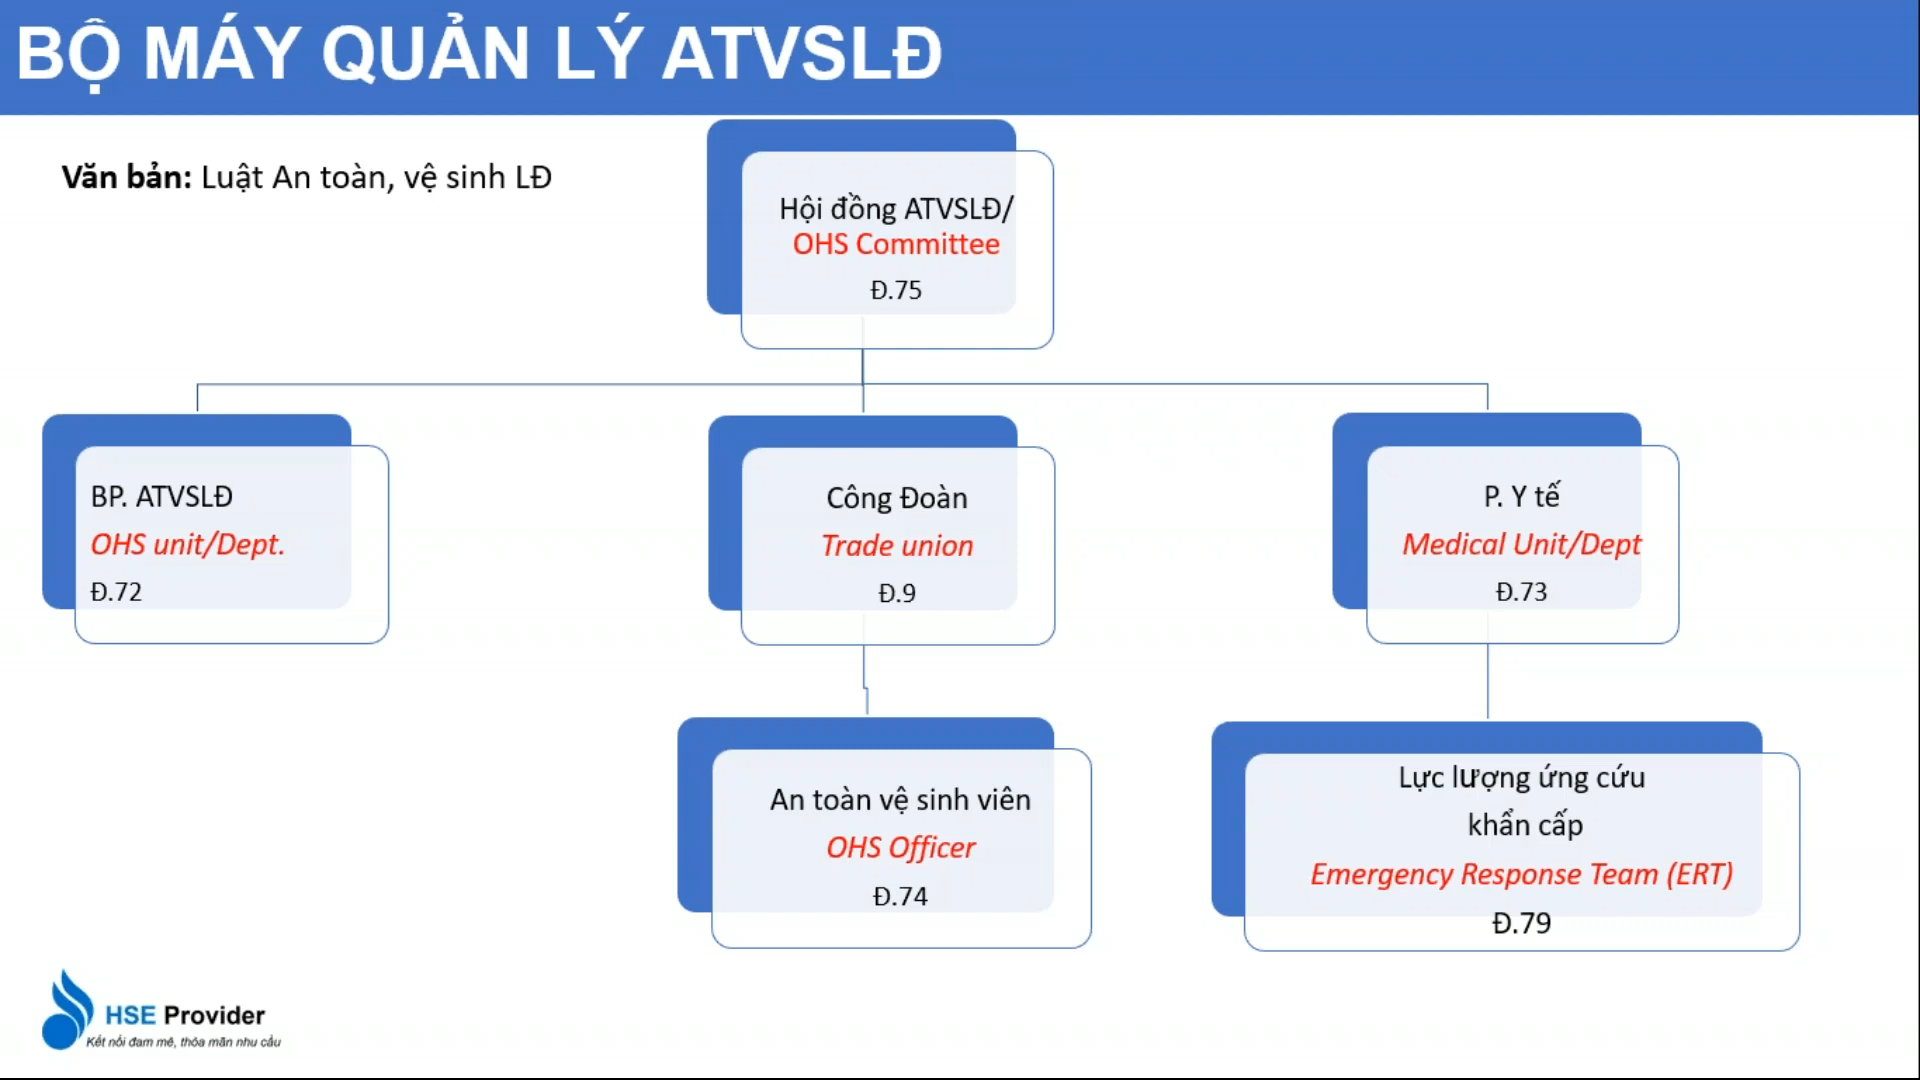 BỘ MÁY QUẢN LÝ ATVSLĐ
Văn bản: Luật An toàn, vệ sinh LĐ
Hội đồng ATVSLĐ/
OHS Committee
Đ.75
BP. ATVSLĐ
OHS unit/Dept.
Đ.72
Công Đoàn
Trade union
Đ.9
P. Y tế
Medical Unit/Dept
Đ.73
An toàn vệ sinh viên
OHS Officer
Đ.74
Lực lượng ứng cứu
khẩn cấp
Emergency Response Team (ERT)
Đ.79
HSE Provider
Kết nối đam mê, thỏa mãn nhu cầu